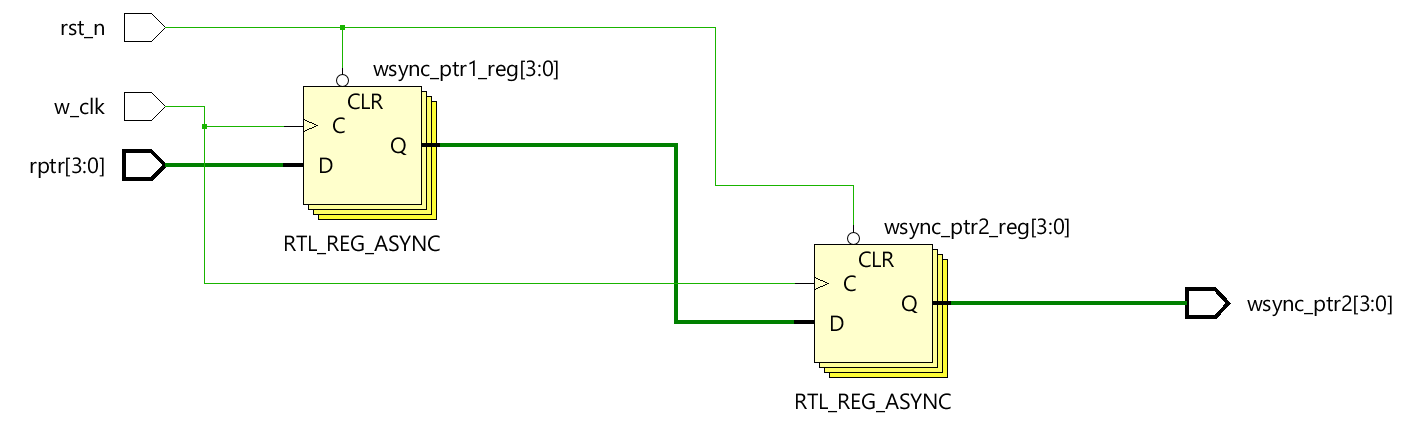 rst_n
wsync_ptr1_reg[3:0]
CLR
w_clk
C
Q
rptr[3:0]
D
RTL_REG_ASYNC
wsync_ptr2_reg[3:0]
CLR
C
Q
wsync_ptr2[3:0]
D
RTL_REG_ASYNC